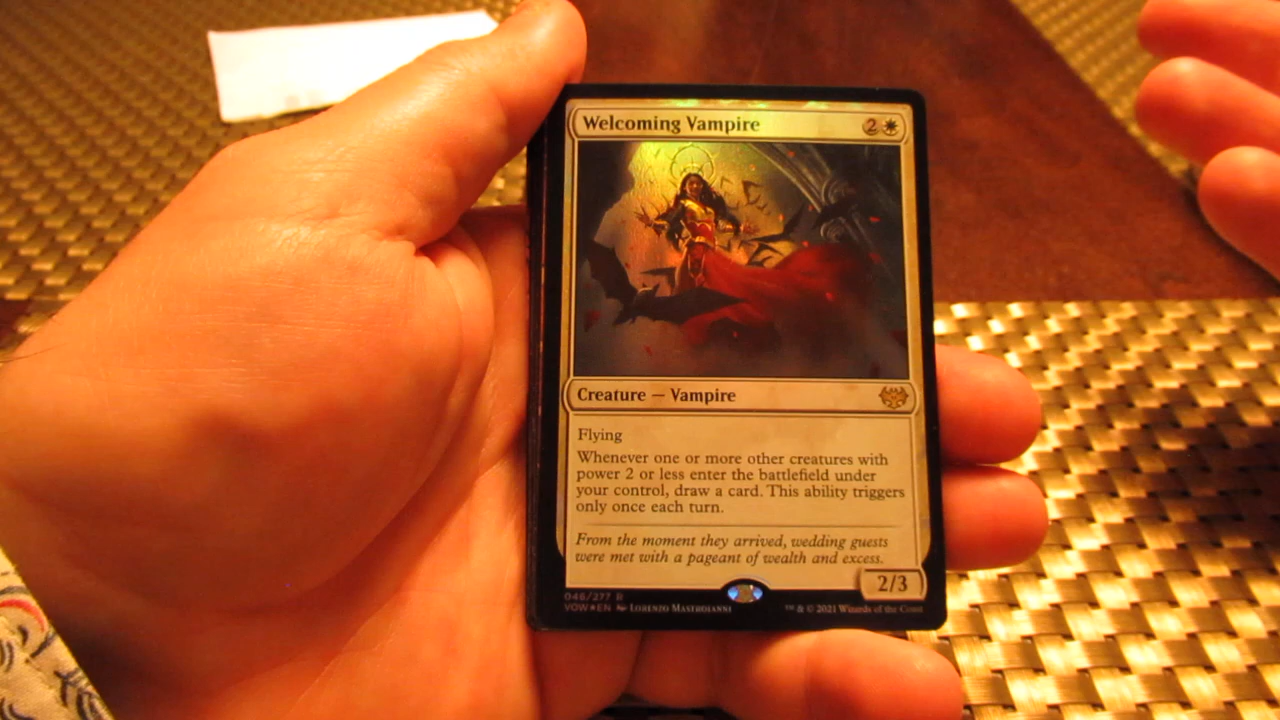 Welcoming Vampire 2
Creature — Vampire
Flying
Whenever one or more other creatures with
power 2 or less enter the battlefield under
your control, draw a card. This ability triggers
only once each turn.
From the moment they arrived, wedding guests
were met with a pageant of wealth and excess.
2/3
046/277 R
VOW★EN Lorenzo Mastroianni
™ & © 2021 Wizards of the Coast